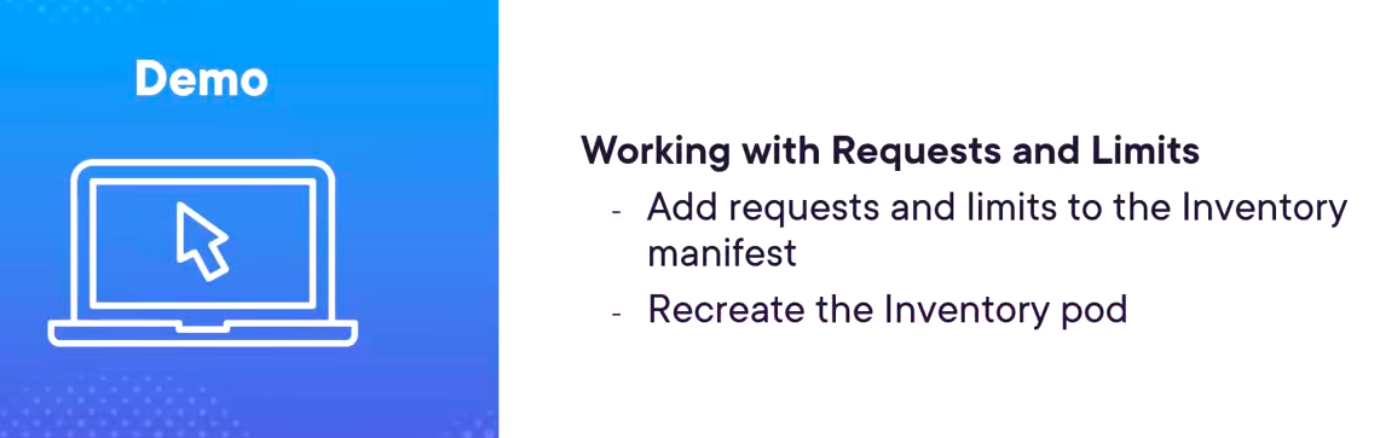 Demo
Working with Requests and Limits
- Add requests and limits to the Inventory
manifest
- Recreate the Inventory pod